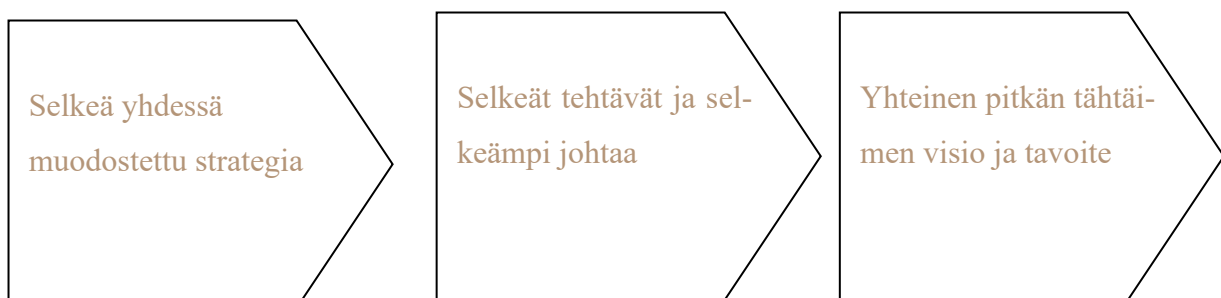 Selkeä yhdessä
muodostettu strategia
Selkeät tehtävät ja sel-
keämpi johtaa
Yhteinen pitkän tähtäi-
men visio ja tavoite